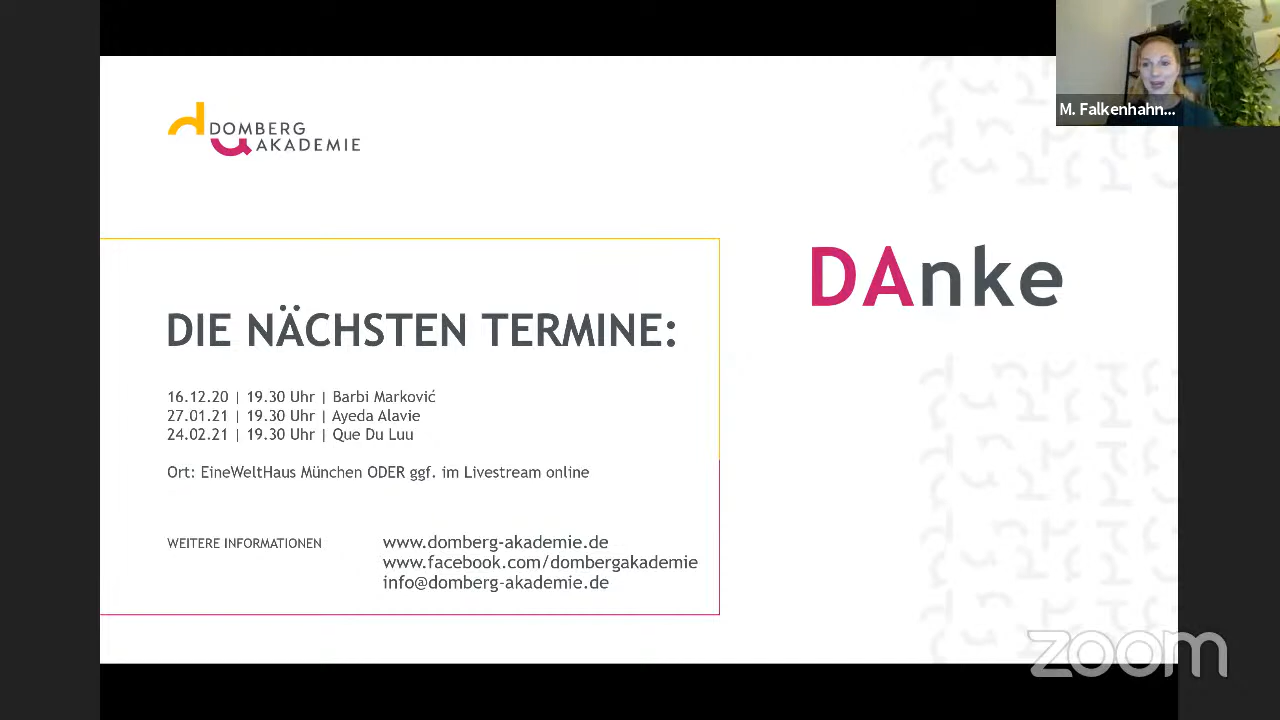 M. Falkenhahn...
DOMBERG
AKADEMIE
DAnke
DIE NÄCHSTEN TERMINE:
16.12.20 | 19.30 Uhr | Barbi Marković
27.01.21 | 19.30 Uhr | Ayeda Alavie
24.02.21 | 19.30 Uhr | Que Du Luu
Ort: EineWeltHaus München ODER ggf. im Livestream online
WEITERE INFORMATIONEN
www.domberg-akademie.de
www.facebook.com/dombergakademie
info@domberg-akademie.de
zoom